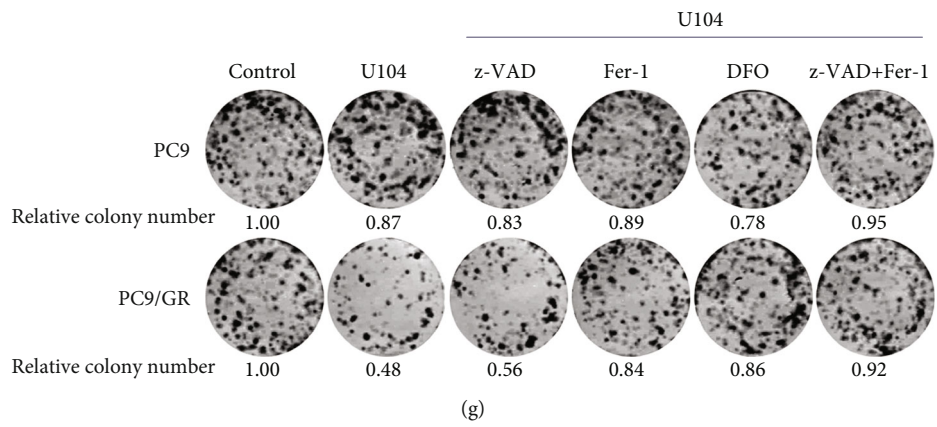 U104
Control U104 z-VAD Fer-1 DFO z-VAD+Fer-1
PC9
Relative colony number 1.00 0.87 0.83 0.89 0.78 0.95
PC9/GR
Relative colony number 1.00 0.48 0.56 0.84 0.86 0.92
(g)